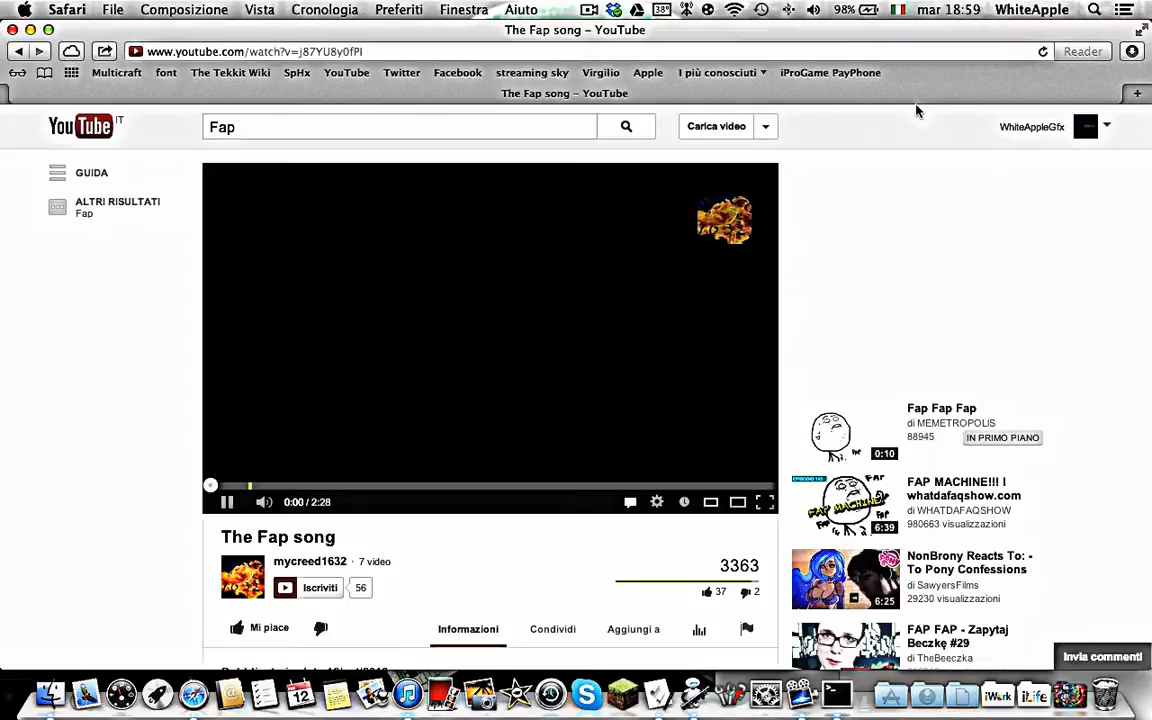 Safari File Composizione Vista Cronologia Preferiti Finestra Aiuto 38° 98% mar 18:59 WhiteApple
The Fap song – YouTube
www.youtube.com/watch?v=j87YU8y0fPI Reader
Multicraft font The Tekkit Wiki SpHx YouTube Twitter Facebook streaming sky Virgilio Apple I più conosciuti iProGame PayPhone
The Fap song – YouTube
YouTube IT Fap Carica video WhiteAppleGfx
GUIDA
ALTRI RISULTATI
Fap
0:00 / 2:28
The Fap song
mycreed1632 · 7 video
Iscriviti 56
3363
37 2
Mi piace Informazioni Condividi Aggiungi a
Fap Fap Fap
di MEMETROPOLIS
88945 IN PRIMO PIANO
0:10
FAP MACHINE!!! I
whatdafaqshow.com
di WHATDAFAQSHOW
980663 visualizzazioni
FAP MACHINE
6:39
NonBrony Reacts To: -
To Pony Confessions
di SawyersFilms
29230 visualizzazioni
6:25
FAP FAP - Zapytaj
Beczkę #29
di TheBeeczka
Invia commenti
12
iWork iLife